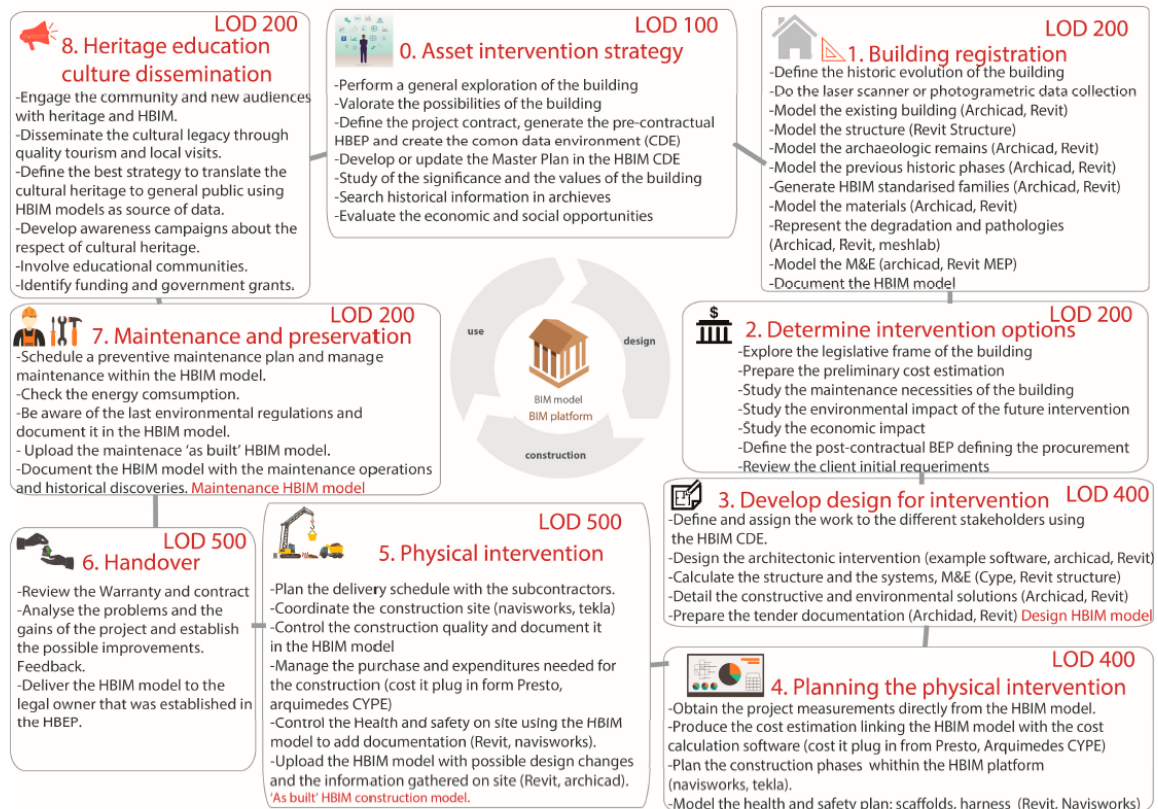 LOD 200
8. Heritage education
culture dissemination
-Engage the community and new audiences
with heritage and HBIM.
-Disseminate the cultural legacy through
quality tourism and local visits.
-Define the best strategy to translate the
cultural heritage to general public using
HBIM models as source of data.
-Develop awareness campaigns about the
respect of cultural heritage.
-Involve educational communities.
-Identify funding and government grants.
LOD 100
0. Asset intervention strategy
-Perform a general exploration of the building
-Valorate the possibilities of the building
-Define the project contract, generate the pre-contractual
HBEP and create the comon data environment (CDE)
-Develop or update the Master Plan in the HBIM CDE
-Study of the significance and the values of the building
-Search historical information in archieves
-Evaluate the economic and social opportunities
LOD 200
1. Building registration
-Define the historic evolution of the building
-Do the laser scanner or photogrametric data collection
-Model the existing building (Archicad, Revit)
-Model the structure (Revit Structure)
-Model the archaeologic remains (Archicad, Revit)
-Model the previous historic phases (Archicad, Revit)
-Generate HBIM standarised families (Archicad, Revit)
-Model the materials (Archicad, Revit)
-Represent the degradation and pathologies
(Archicad, Revit, meshlab)
-Model the M&E (archicad, Revit MEP)
-Document the HBIM model
use
design
construction
BIM model
BIM platform
LOD 200
$
2. Determine intervention options
-Explore the legislative frame of the building
-Prepare the preliminary cost estimation
-Study the maintenance necessities of the building
-Study the environmental impact of the future intervention
-Study the economic impact
-Define the post-contractual BEP defining the procurement
-Review the client initial requeriments
LOD 200
7. Maintenance and preservation
-Schedule a preventive maintenance plan and manage
maintenance within the HBIM model.
-Check the energy comsumption.
-Be aware of the last environmental regulations and
document it in the HBIM model.
- Upload the maintenace 'as built' HBIM model.
-Document the HBIM model with the maintenance operations
and historical discoveries. Maintenance HBIM model
3. Develop design for intervention LOD 400
-Define and assign the work to the different stakeholders using
the HBIM CDE.
-Design the architectonic intervention (example software, archicad, Revit)
-Calculate the structure and the systems, M&E (Cype, Revit structure)
-Detail the constructive and environmental solutions (Archicad, Revit)
-Prepare the tender documentation (Archidad, Revit) Design HBIM model
LOD 500
6. Handover
-Review the Warranty and contract
-Analyse the problems and the
gains of the project and establish
the possible improvements.
Feedback.
-Deliver the HBIM model to the
legal owner that was established in
the HBEP.
LOD 500
5. Physical intervention
-Plan the delivery schedule with the subcontractors.
-Coordinate the construction site (navisworks, tekla)
-Control the construction quality and document it
in the HBIM model
-Manage the purchase and expenditures needed for
the construction (cost it plug in form Presto,
arquimedes CYPE)
-Control the Health and safety on site using the HBIM
model to add documentation (Revit, navisworks).
-Upload the HBIM model with possible design changes
and the information gathered on site (Revit, archicad).
'As built' HBIM construction model.
LOD 400
4. Planning the physical intervention
-Obtain the project measurements directly from the HBIM model.
-Produce the cost estimation linking the HBIM model with the cost
calculation software (cost it plug in from Presto, Arquimedes CYPE)
-Plan the construction phases whithin the HBIM platform
(navisworks, tekla).
-Model the health and safety plan: scaffolds, harness (Revit, Navisworks)